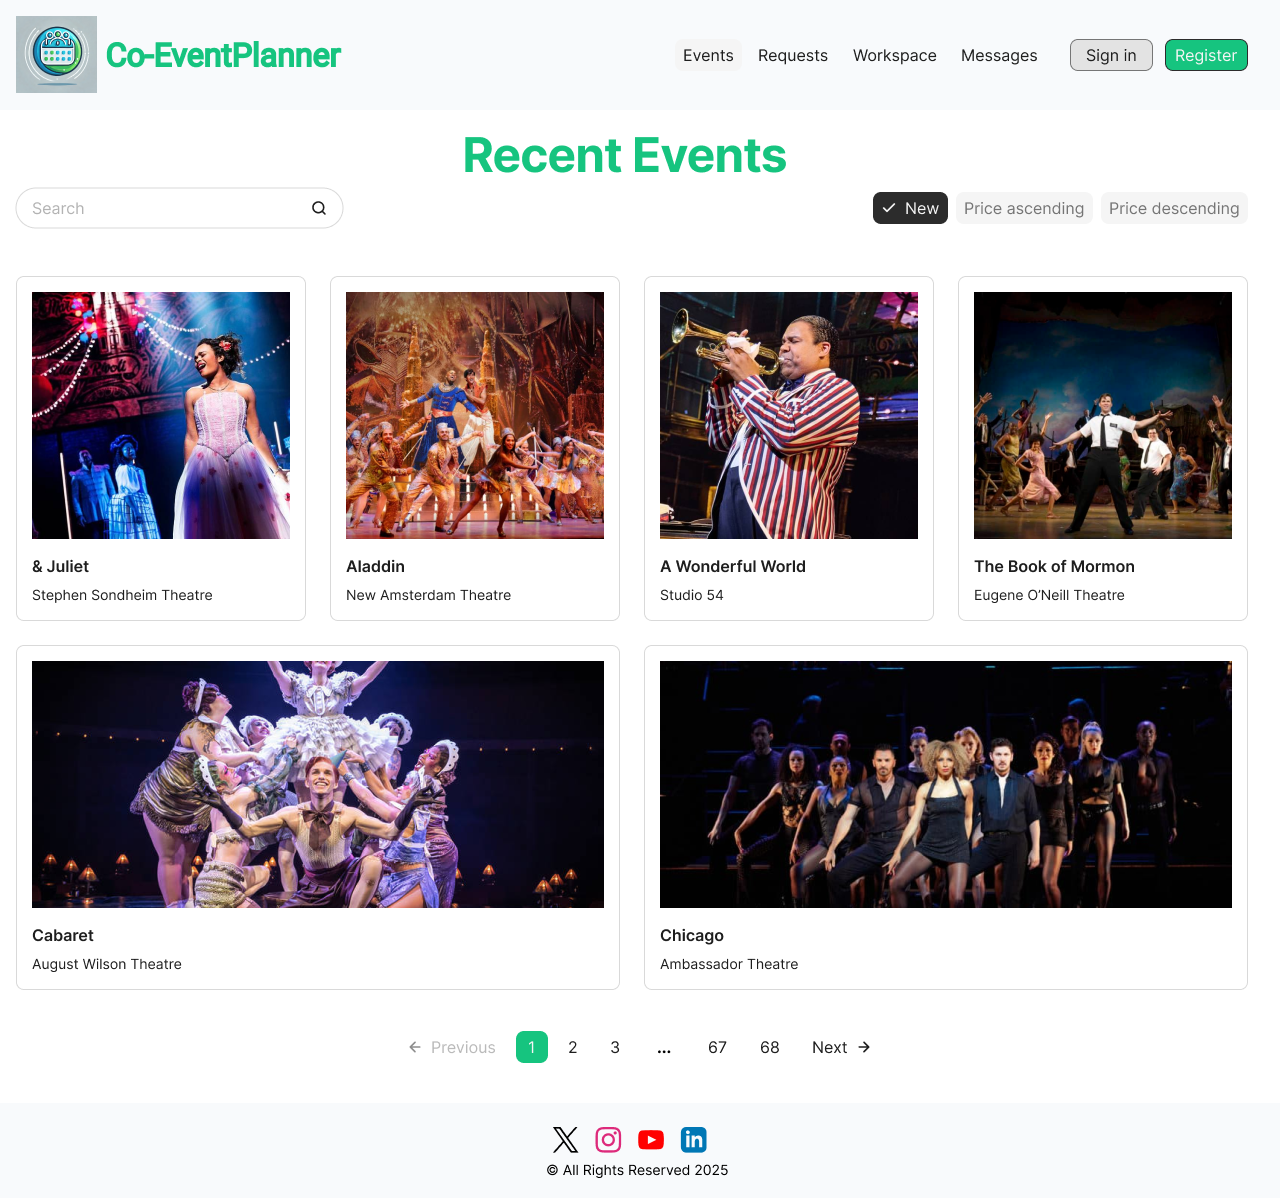 Co-EventPlanner
Events Requests Workspace Messages Sign in Register
Recent Events
Search
New Price ascending Price descending
& Juliet
Stephen Sondheim Theatre
Aladdin
New Amsterdam Theatre
A Wonderful World
Studio 54
The Book of Mormon
Eugene O’Neill Theatre
Cabaret
August Wilson Theatre
Chicago
Ambassador Theatre
Previous 1 2 3 ... 67 68 Next
© All Rights Reserved 2025